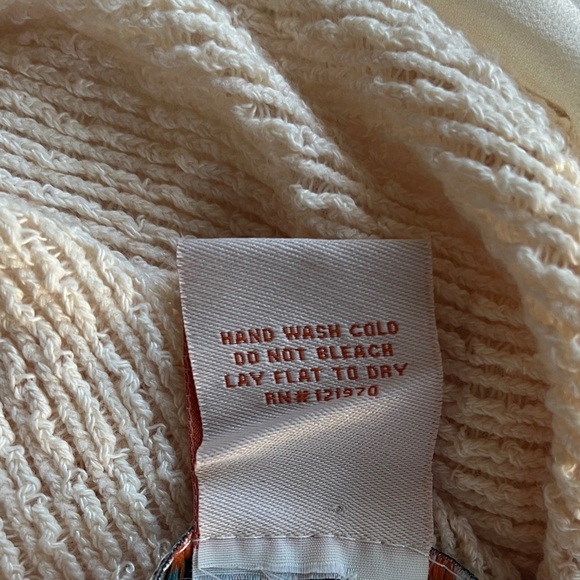 HAND WASH COLD
DO NOT BLEACH
LAY FLAT TO DRY
RN# 121970